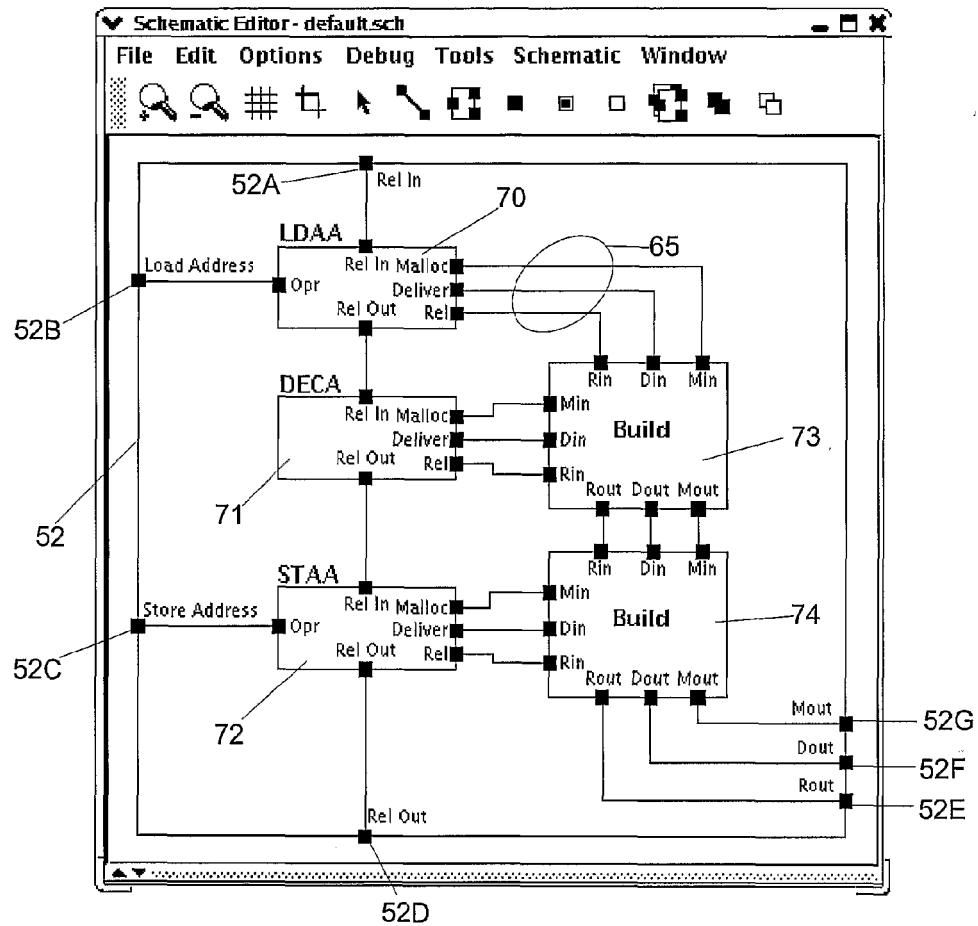 Schematic Editor - default.sch
File Edit Options Debug Tools Schematic Window
52A
Rel In
70
LDAA
65
Load Address
Rel In Malloc
Opr
Deliver
Rel Out
Rel
52B
Rin Din Min
DECA
Rel In Malloc
Min
Build
Deliver
Din
73
Rel Out
Rel
Rin
71
Rout Dout Mout
52
STAA
Rin Din Min
Store Address
Rel In Malloc
Min
Opr
Deliver
Din
Build
74
Rel Out
Rel
Rin
52C
Rout Dout Mout
72
Mout
52G
Dout
52F
Rout
52E
Rel Out
52D